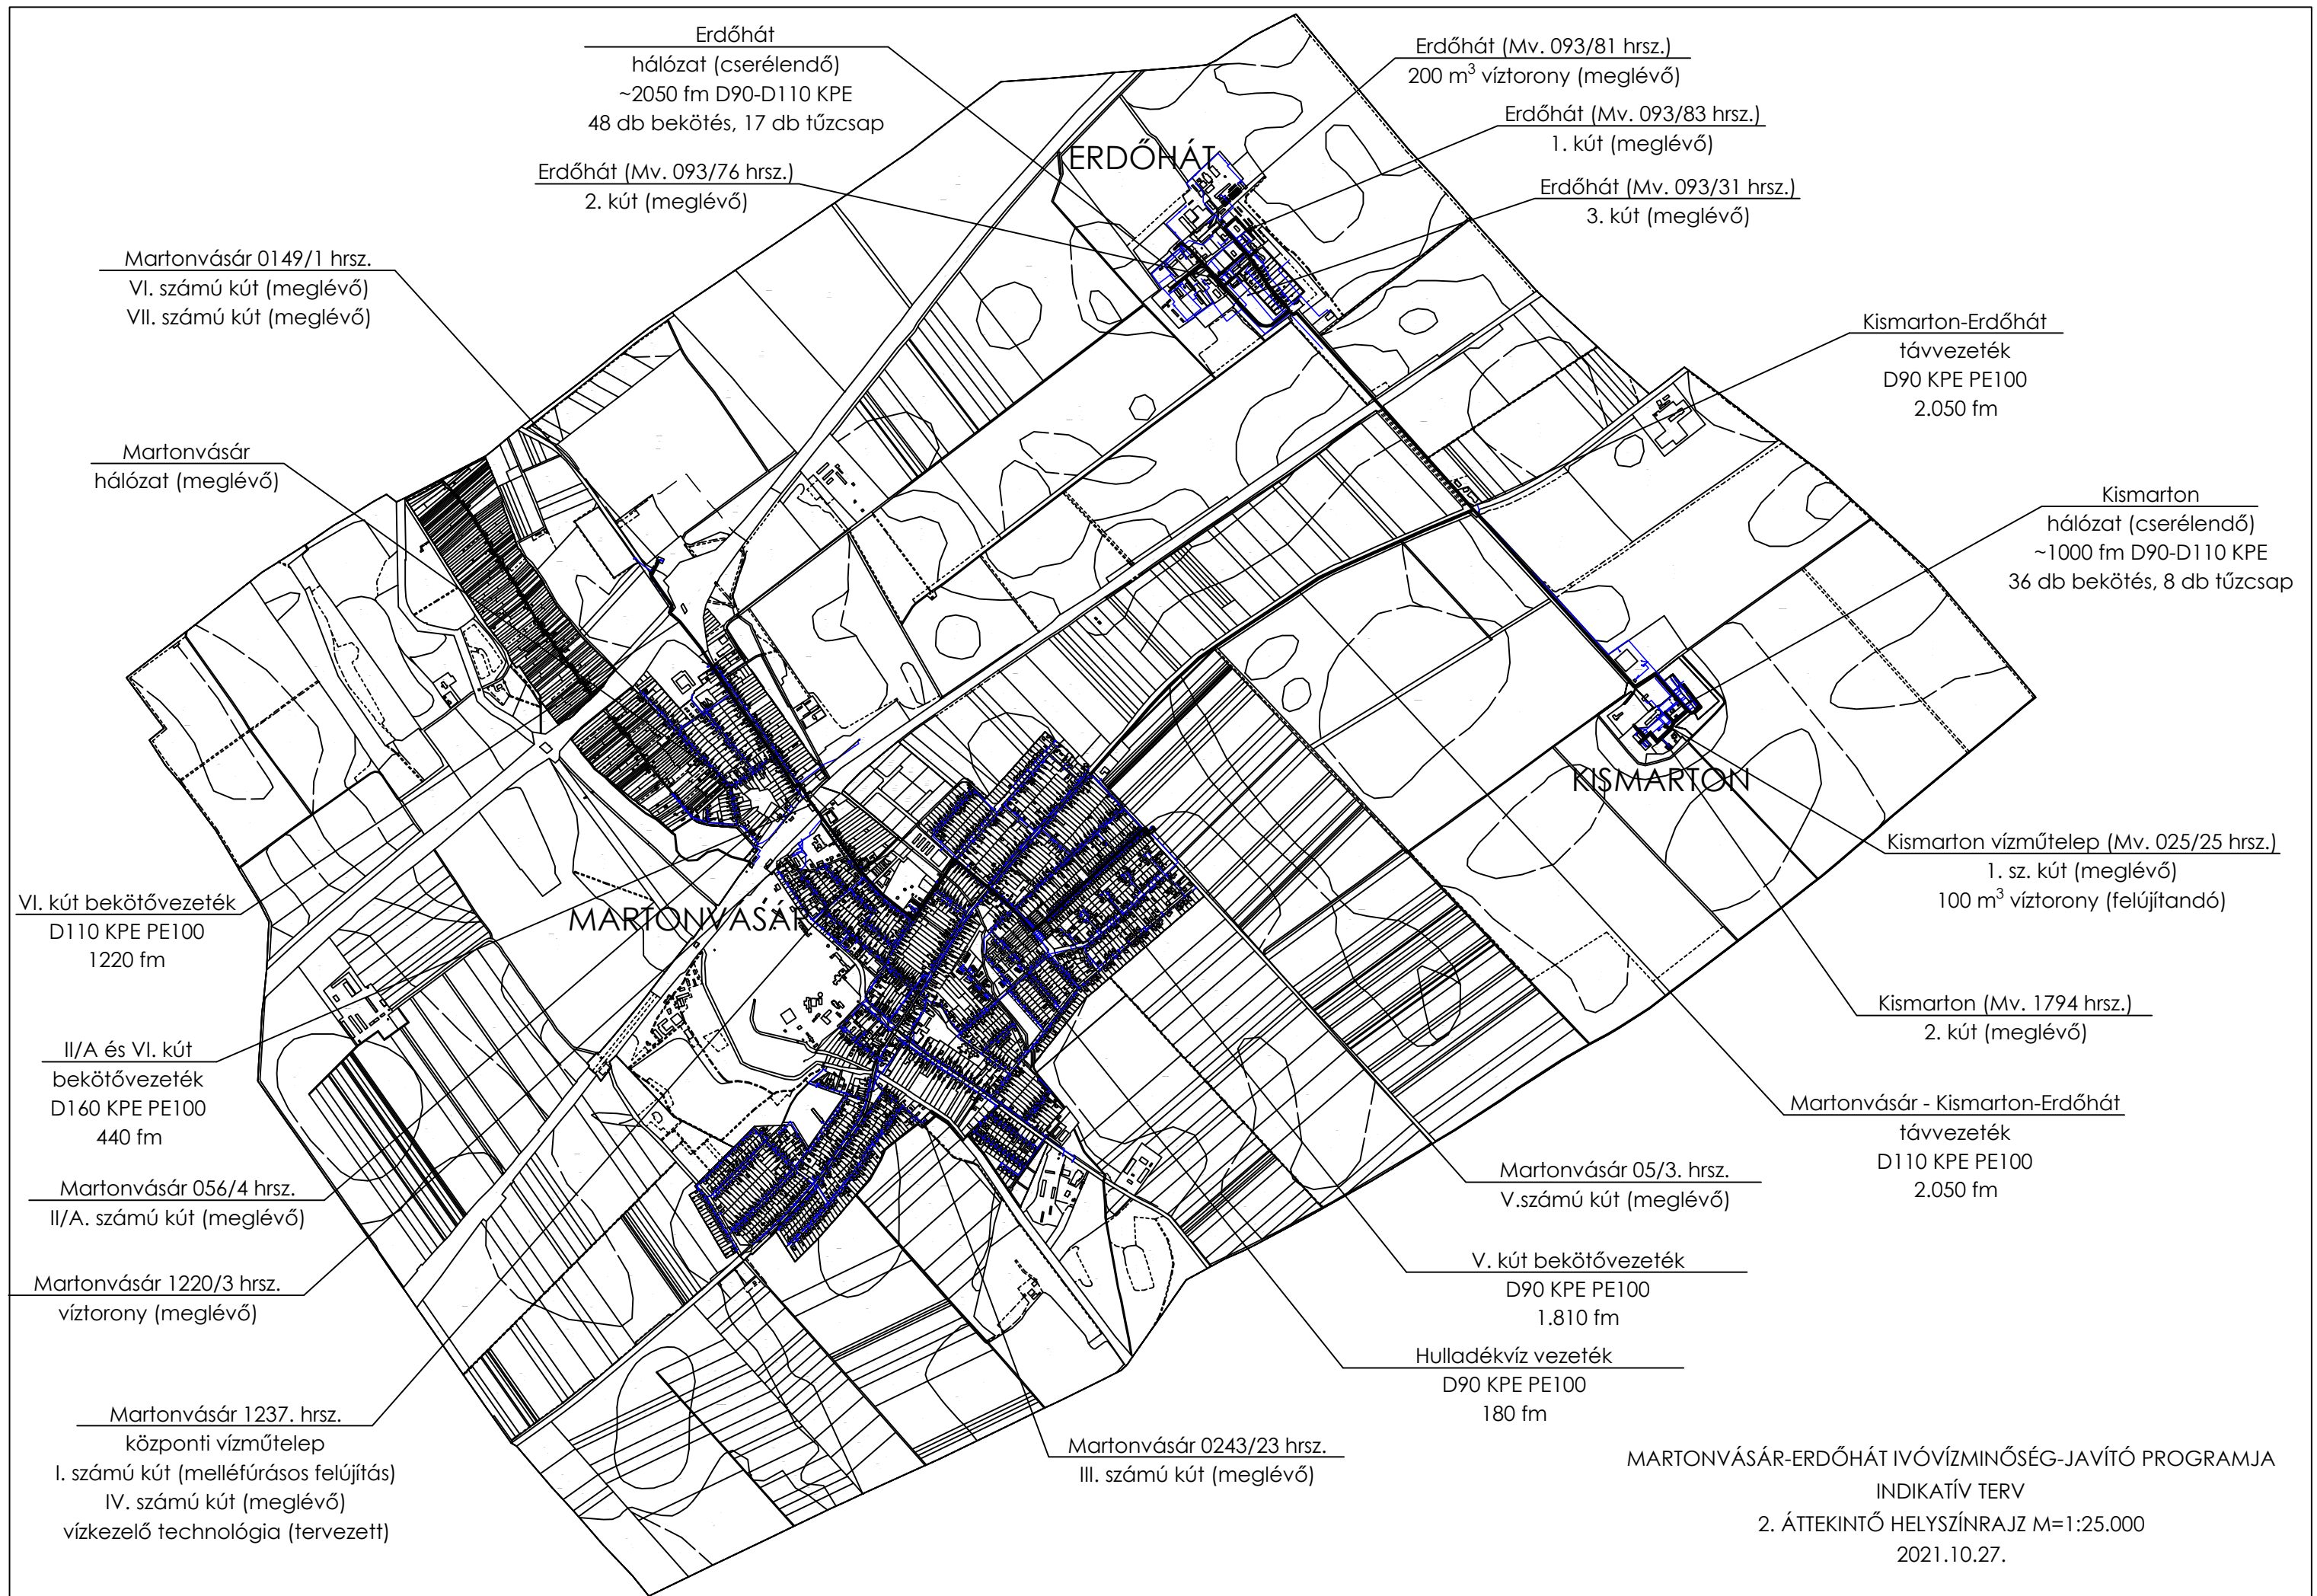 Erdőhát
hálózat (cserélendő)
~2050 fm D90-D110 KPE
48 db bekötés, 17 db tűzcsap
Erdőhát (Mv. 093/76 hrsz.)
2. kút (meglévő)
Erdőhát (Mv. 093/81 hrsz.)
200 m³ víztorony (meglévő)
Erdőhát (Mv. 093/83 hrsz.)
1. kút (meglévő)
Erdőhát (Mv. 093/31 hrsz.)
3. kút (meglévő)
ERDŐHÁT
Martonvásár 0149/1 hrsz.
VI. számú kút (meglévő)
VII. számú kút (meglévő)
Martonvásár
hálózat (meglévő)
Kismarton-Erdőhát
távvezeték
D90 KPE PE100
2.050 fm
Kismarton
hálózat (cserélendő)
~1000 fm D90-D110 KPE
36 db bekötés, 8 db tűzcsap
KISMARTON
MARTONVÁSÁR
Kismarton vízműtelep (Mv. 025/25 hrsz.)
1. sz. kút (meglévő)
100 m³ víztorony (felújítandó)
Kismarton (Mv. 1794 hrsz.)
2. kút (meglévő)
Martonvásár - Kismarton-Erdőhát
távvezeték
D110 KPE PE100
2.050 fm
VI. kút bekötővezeték
D110 KPE PE100
1220 fm
II/A és VI. kút
bekötővezeték
D160 KPE PE100
440 fm
Martonvásár 056/4 hrsz.
II/A. számú kút (meglévő)
Martonvásár 1220/3 hrsz.
víztorony (meglévő)
Martonvásár 1237. hrsz.
központi vízműtelep
I. számú kút (melléfúrásos felújítás)
IV. számú kút (meglévő)
vízkezelő technológia (tervezett)
Martonvásár 05/3. hrsz.
V.számú kút (meglévő)
V. kút bekötővezeték
D90 KPE PE100
1.810 fm
Hulladékvíz vezeték
D90 KPE PE100
180 fm
Martonvásár 0243/23 hrsz.
III. számú kút (meglévő)
MARTONVÁSÁR-ERDŐHÁT IVÓVÍZMINŐSÉG-JAVÍTÓ PROGRAMJA
INDIKATÍV TERV
2. ÁTTEKINTŐ HELYSZÍNRAJZ M=1:25.000
2021.10.27.